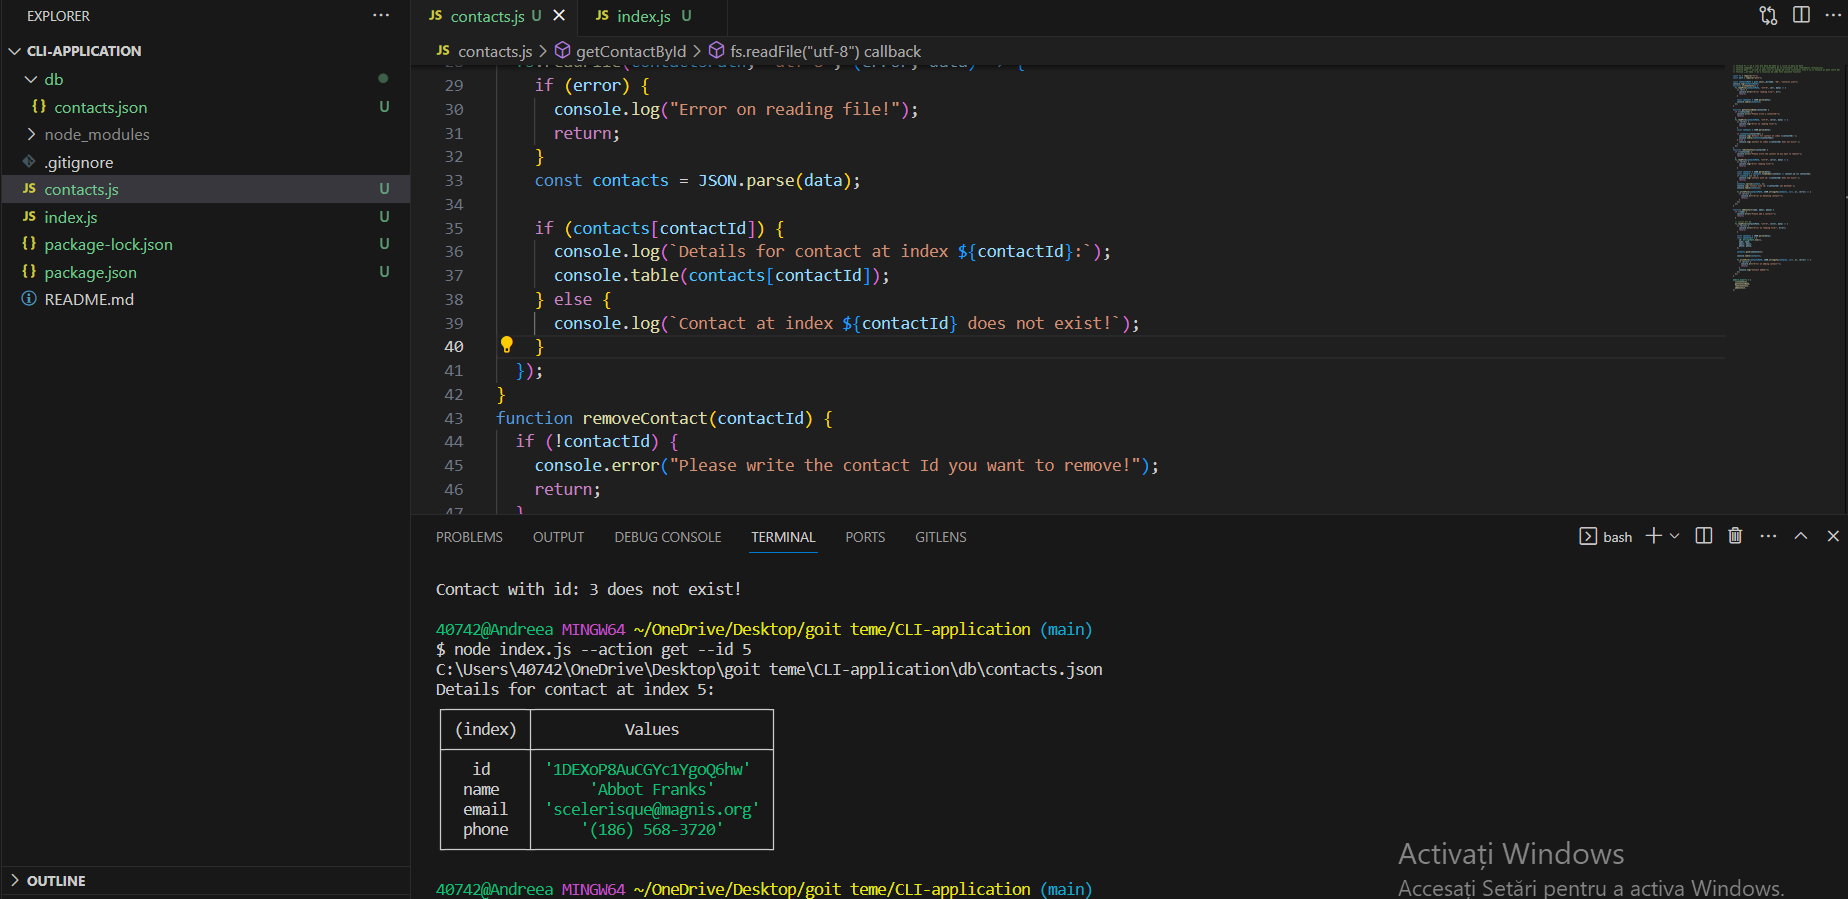 EXPLORER
CLI-APPLICATION
db
contacts.json U
node_modules
.gitignore
JS contacts.js U
JS index.js U
package-lock.json U
package.json U
README.md
OUTLINE
JS contacts.js U
JS index.js U
JS contacts.js > getContactById > fs.readFile("utf-8") callback
29 if (error) {
30 console.log("Error on reading file!");
31 return;
32 }
33 const contacts = JSON.parse(data);
34
35 if (contacts[contactId]) {
36 console.log(`Details for contact at index ${contactId}:`);
37 console.table(contacts[contactId]);
38 } else {
39 console.log(`Contact at index ${contactId} does not exist!`);
40 }
41 });
42 }
43 function removeContact(contactId) {
44 if (!contactId) {
45 console.error("Please write the contact Id you want to remove!");
46 return;
47 }
PROBLEMS OUTPUT DEBUG CONSOLE TERMINAL PORTS GITLENS
bash
Contact with id: 3 does not exist!
40742@Andreea MINGW64 ~/OneDrive/Desktop/goit teme/CLI-application (main)
$ node index.js --action get --id 5
C:\Users\40742\OneDrive\Desktop\goit teme\CLI-application\db\contacts.json
Details for contact at index 5:
(index) Values
id '1DEXoP8AuCGYc1YgoQ6hw'
name 'Abbot Franks'
email 'scelerisque@magnis.org'
phone '(186) 568-3720'
40742@Andreea MINGW64 ~/OneDrive/Desktop/goit teme/CLI-application (main)
Activați Windows
Accesați Setări pentru a activa Windows.